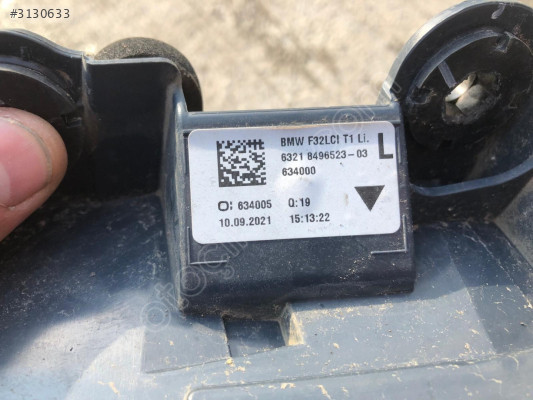 #3130633
BMW F32LCI T1 Li.
6321 8496523-03 L
634000
O: 634005 Q:19
10.09.2021 15:13:22